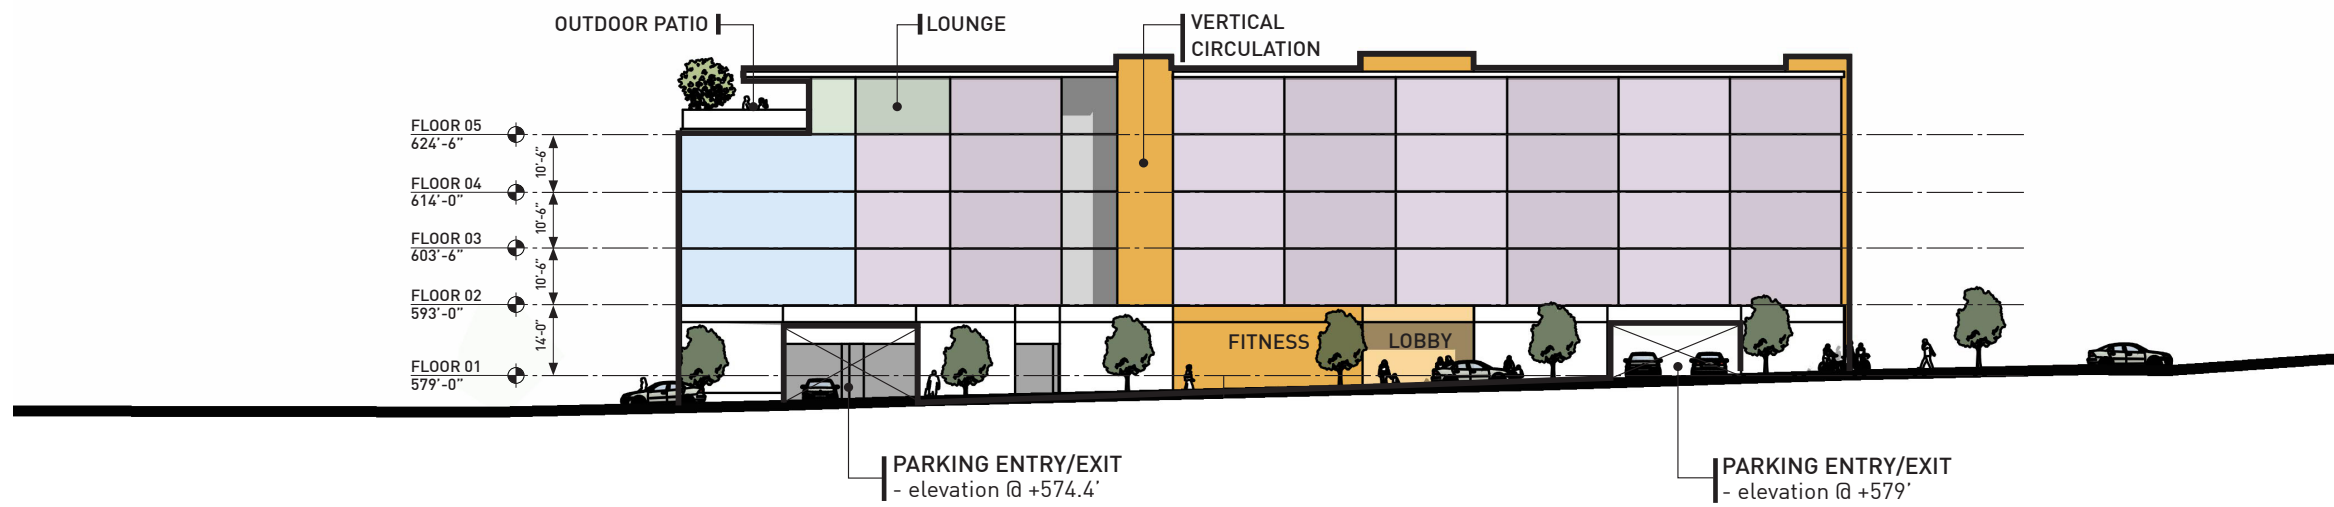 OUTDOOR PATIO
LOUNGE
VERTICAL
CIRCULATION
FLOOR 05
624'-6"
10'-6"
FLOOR 04
614'-0"
10'-6"
FLOOR 03
603'-6"
10'-6"
FLOOR 02
593'-0"
14'-0"
FLOOR 01
579'-0"
FITNESS
LOBBY
PARKING ENTRY/EXIT
- elevation @ +574.4'
PARKING ENTRY/EXIT
- elevation @ +579'